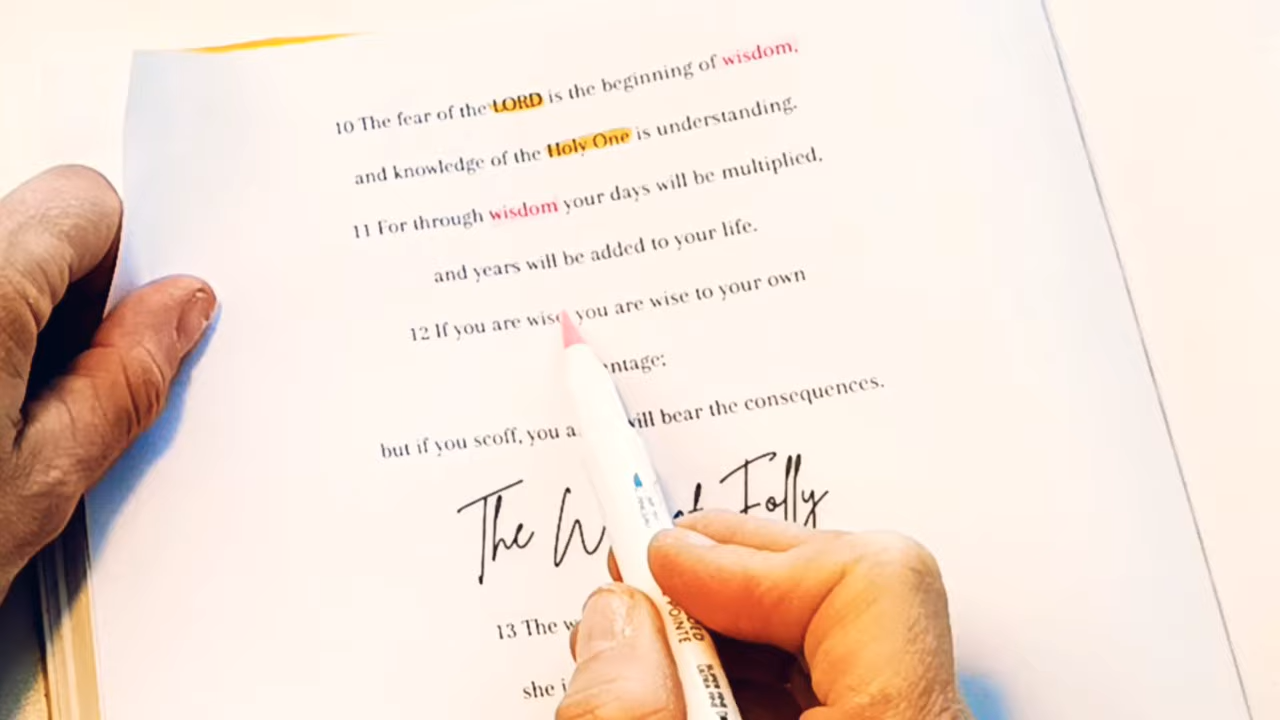 10 The fear of the LORD is the beginning of wisdom,
and knowledge of the Holy One is understanding.
11 For through wisdom your days will be multiplied,
and years will be added to your life.
12 If you are wise you are wise to your own
ntage;
but if you scoff, you a will bear the consequences.
The W Folly
13 The w
she i
POINTE